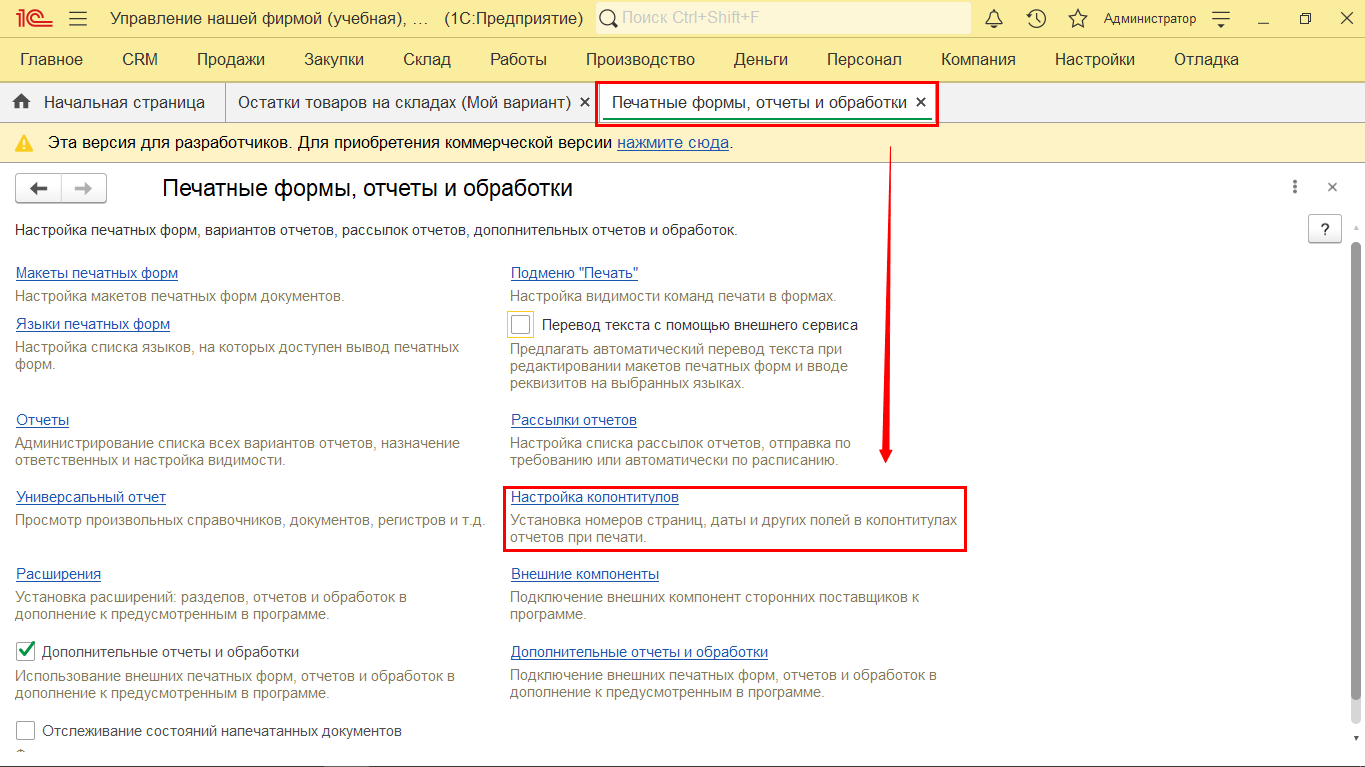 1С Управление нашей фирмой (учебная), ... (1С:Предприятие) Поиск Ctrl+Shift+F Администратор
Главное CRM Продажи Закупки Склад Работы Производство Деньги Персонал Компания Настройки Отладка
Начальная страница Остатки товаров на складах (Мой вариант) × Печатные формы, отчеты и обработки ×
Эта версия для разработчиков. Для приобретения коммерческой версии нажмите сюда.
Печатные формы, отчеты и обработки
Настройка печатных форм, вариантов отчетов, рассылок отчетов, дополнительных отчетов и обработок.
?
Макеты печатных форм
Настройка макетов печатных форм документов.
Языки печатных форм
Настройка списка языков, на которых доступен вывод печатных
форм.
Подменю "Печать"
Настройка видимости команд печати в формах.
Перевод текста с помощью внешнего сервиса
Предлагать автоматический перевод текста при
редактировании макетов печатных форм и вводе
реквизитов на выбранных языках.
Отчеты
Администрирование списка всех вариантов отчетов, назначение
ответственных и настройка видимости.
Рассылки отчетов
Настройка списка рассылок отчетов, отправка по
требованию или автоматически по расписанию.
Универсальный отчет
Просмотр произвольных справочников, документов, регистров и т.д.
Настройка колонтитулов
Установка номеров страниц, даты и других полей в колонтитулах
отчетов при печати.
Расширения
Установка расширений: разделов, отчетов и обработок в
дополнение к предусмотренным в программе.
Внешние компоненты
Подключение внешних компонент сторонних поставщиков к
программе.
Дополнительные отчеты и обработки
Использование внешних печатных форм, отчетов и обработок в
дополнение к предусмотренным в программе.
Дополнительные отчеты и обработки
Подключение внешних печатных форм, отчетов и обработок в
дополнение к предусмотренным в программе.
Отслеживание состояний напечатанных документов